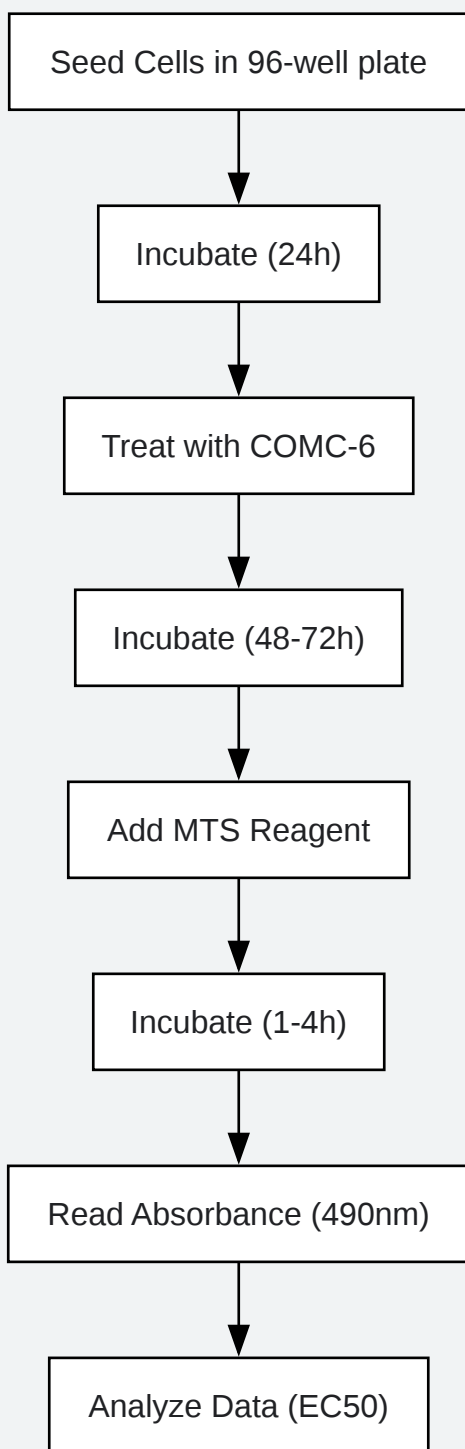 Seed Cells in 96-well plate
Incubate (24h)
Treat with COMC-6
Incubate (48-72h)
Add MTS Reagent
Incubate (1-4h)
Read Absorbance (490nm)
Analyze Data (EC50)